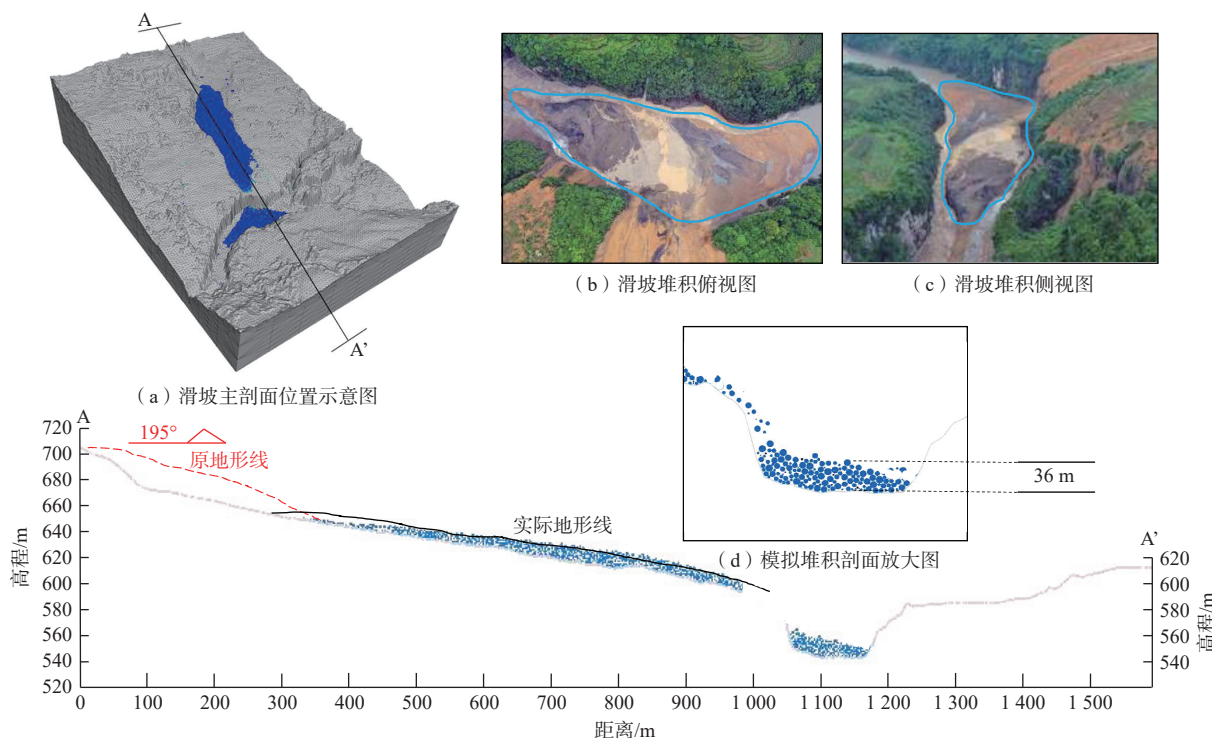 A
A'
（a）滑坡主剖面位置示意图
（b）滑坡堆积俯视图
（c）滑坡堆积侧视图
36 m
（d）模拟堆积剖面放大图
A
195°
原地形线
实际地形线
A'
高程/m
720
700
680
660
640
620
600
580
560
540
520
620
600
580
560
540
高程/m
0 100 200 300 400 500 600 700 800 900 1 000 1 100 1 200 1 300 1 400 1 500
距离/m